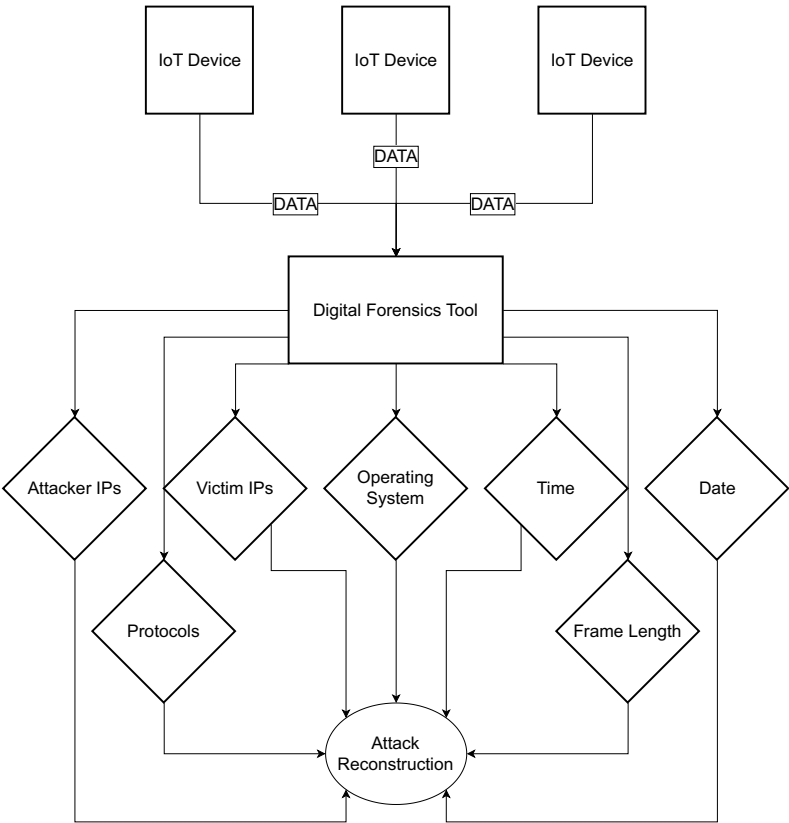 IoT Device
IoT Device
IoT Device
DATA
DATA
DATA
Digital Forensics Tool
Attacker IPs
Victim IPs
Operating
System
Time
Date
Protocols
Frame Length
Attack
Reconstruction